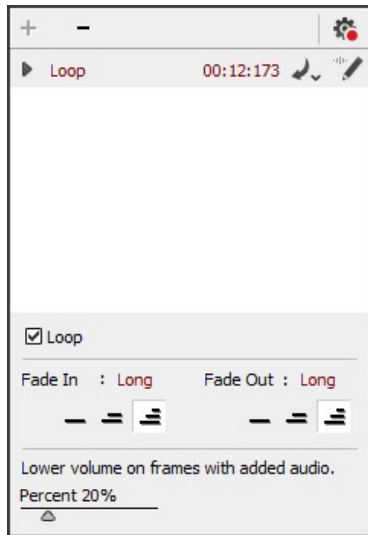 Loop 00:12:173
Loop
Fade In : Long Fade Out : Long
Lower volume on frames with added audio.
Percent 20%